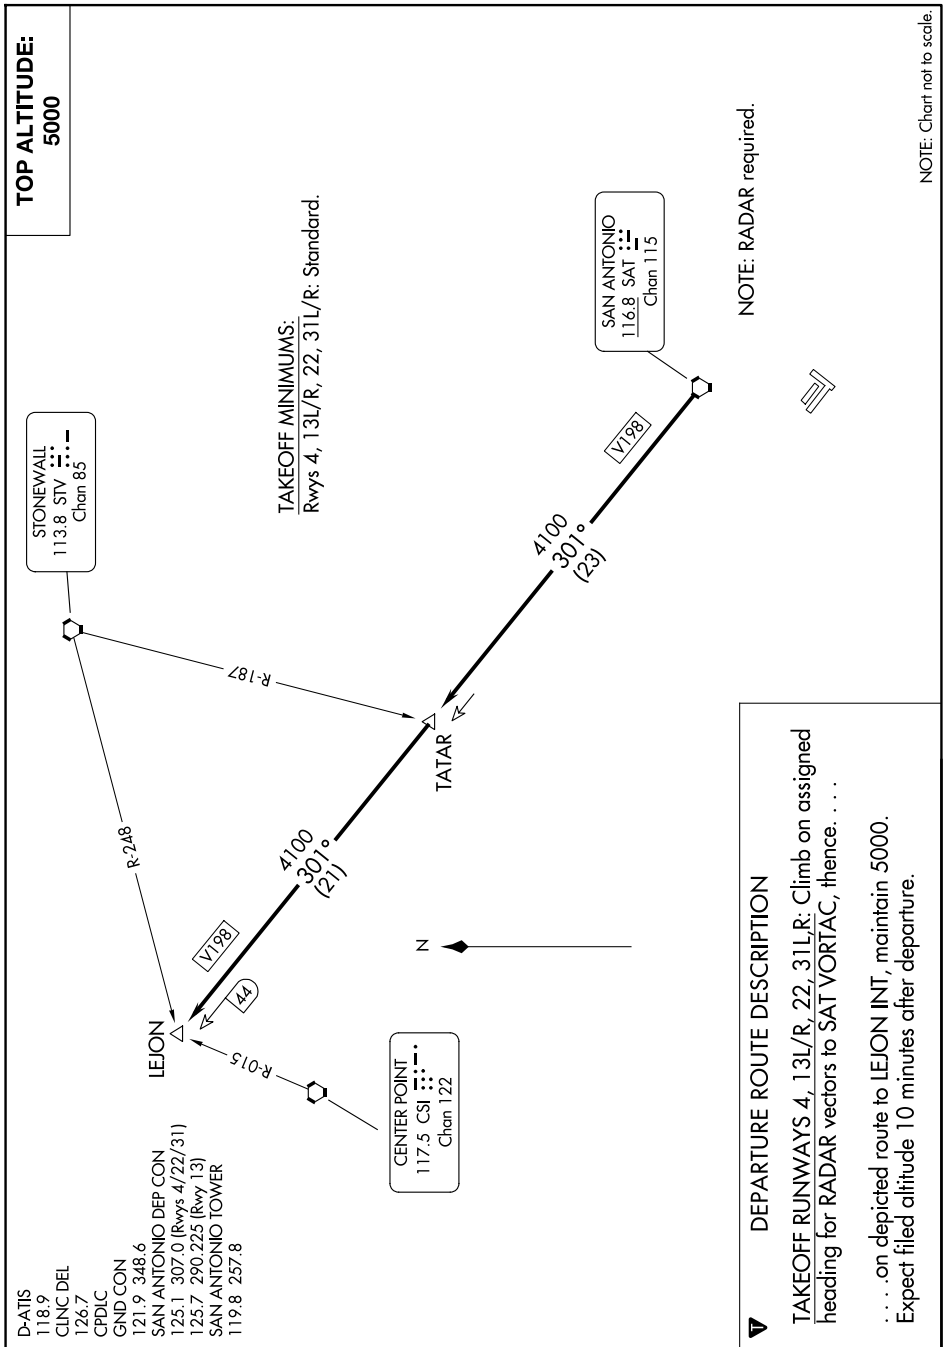 D-ATIS
118.9
CLNC DEL
126.7
CPDLC
GND CON
121.9 348.6
SAN ANTONIO DEP CON
125.1 307.0 (Rwys 4/22/31)
125.7 290.225 (Rwy 13)
SAN ANTONIO TOWER
119.8 257.8
TOP ALTITUDE:
5000
STONEWALL
113.8 STV
Chan 85
TAKEOFF MINIMUMS:
Rwys 4, 13L/R, 22, 31L/R: Standard.
LEJON
R-248
R-187
R-015
44
V198
4100
301°
(21)
TATAR
4100
301°
(23)
V198
SAN ANTONIO
116.8 SAT
Chan 115
CENTER POINT
117.5 CSI
Chan 122
N
NOTE: RADAR required.
DEPARTURE ROUTE DESCRIPTION
T
TAKEOFF RUNWAYS 4, 13L/R, 22, 31L,R: Climb on assigned
heading for RADAR vectors to SAT VORTAC, thence. . . .
. . . .on depicted route to LEJON INT, maintain 5000.
Expect filed altitude 10 minutes after departure.
NOTE: Chart not to scale.